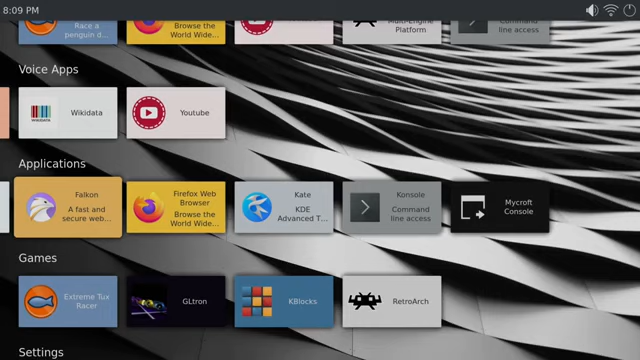 8:09 PM
Race a
penguin d...
Browse the
World Wide...
Multi-Engine
Platform
Command
line access
Voice Apps
WIKIDATA
Wikidata
Youtube
Applications
Falkon
A fast and
secure web...
Firefox Web
Browser
Browse the
World Wide...
Kate
KDE
Advanced T...
Konsole
Command
line access
Mycroft
Console
Games
Extreme Tux
Racer
GLtron
KBlocks
RetroArch
Settings